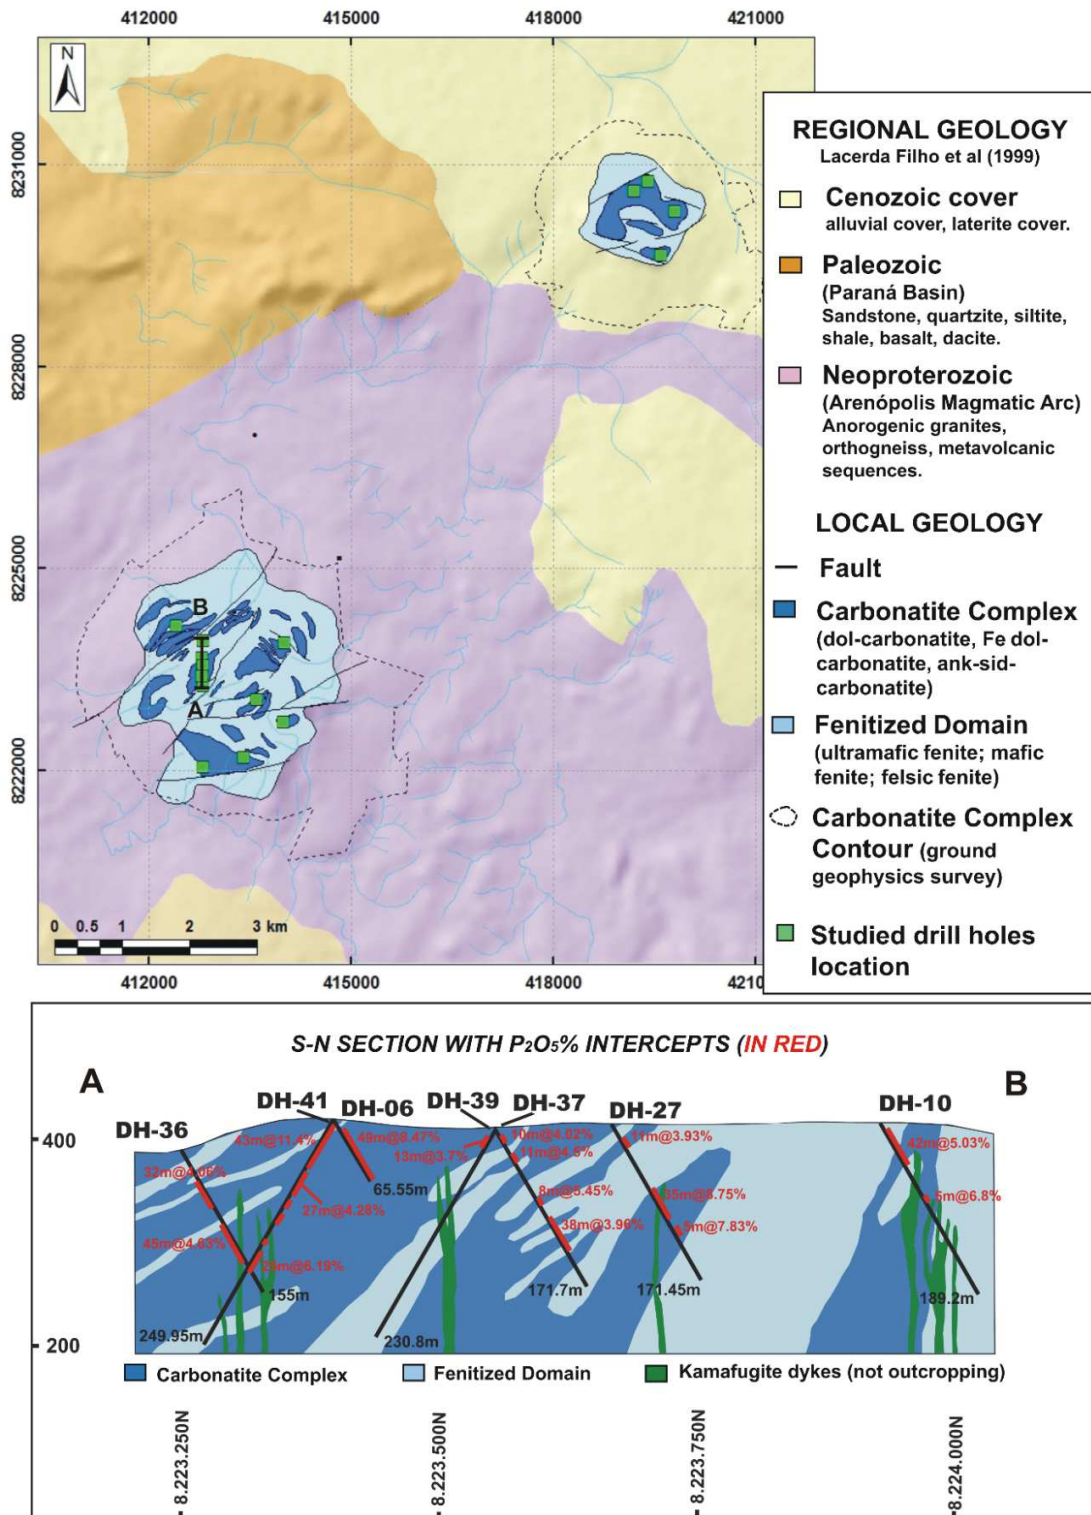 412000
415000
418000
421000
N
8231000
8228000
8225000
8222000
B
A
0 0.5 1 2 3 km
412000
415000
418000
421000
REGIONAL GEOLOGY
Lacerda Filho et al (1999)
Cenozoic cover
alluvial cover, laterite cover.
Paleozoic
(Paraná Basin)
Sandstone, quartzite, siltite,
shale, basalt, dacite.
Neoproterozoic
(Arenópolis Magmatic Arc)
Anorogenic granites,
orthogneiss, metavolcanic
sequences.
LOCAL GEOLOGY
Fault
Carbonatite Complex
(dol-carbonatite, Fe dol-
carbonatite, ank-sid-
carbonatite)
Fenitized Domain
(ultramafic fenite; mafic
fenite; felsic fenite)
Carbonatite Complex
Contour (ground
geophysics survey)
Studied drill holes
location
S-N SECTION WITH P₂O₅% INTERCEPTS (IN RED)
A
B
DH-36
DH-41
DH-06
DH-39
DH-37
DH-27
DH-10
400
200
43m@11.4%
49m@8.47%
13m@3.7%
10m@4.02%
11m@4.5%
11m@3.93%
42m@5.03%
32m@4.06%
65.55m
27m@4.28%
8m@5.45%
35m@8.75%
5m@6.8%
45m@4.63%
38m@3.96%
5m@7.83%
25m@6.19%
155m
171.7m
171.45m
189.2m
249.95m
230.8m
Carbonatite Complex
Fenitized Domain
Kamafugite dykes (not outcropping)
8.223.250N
8.223.500N
8.223.750N
8.224.000N